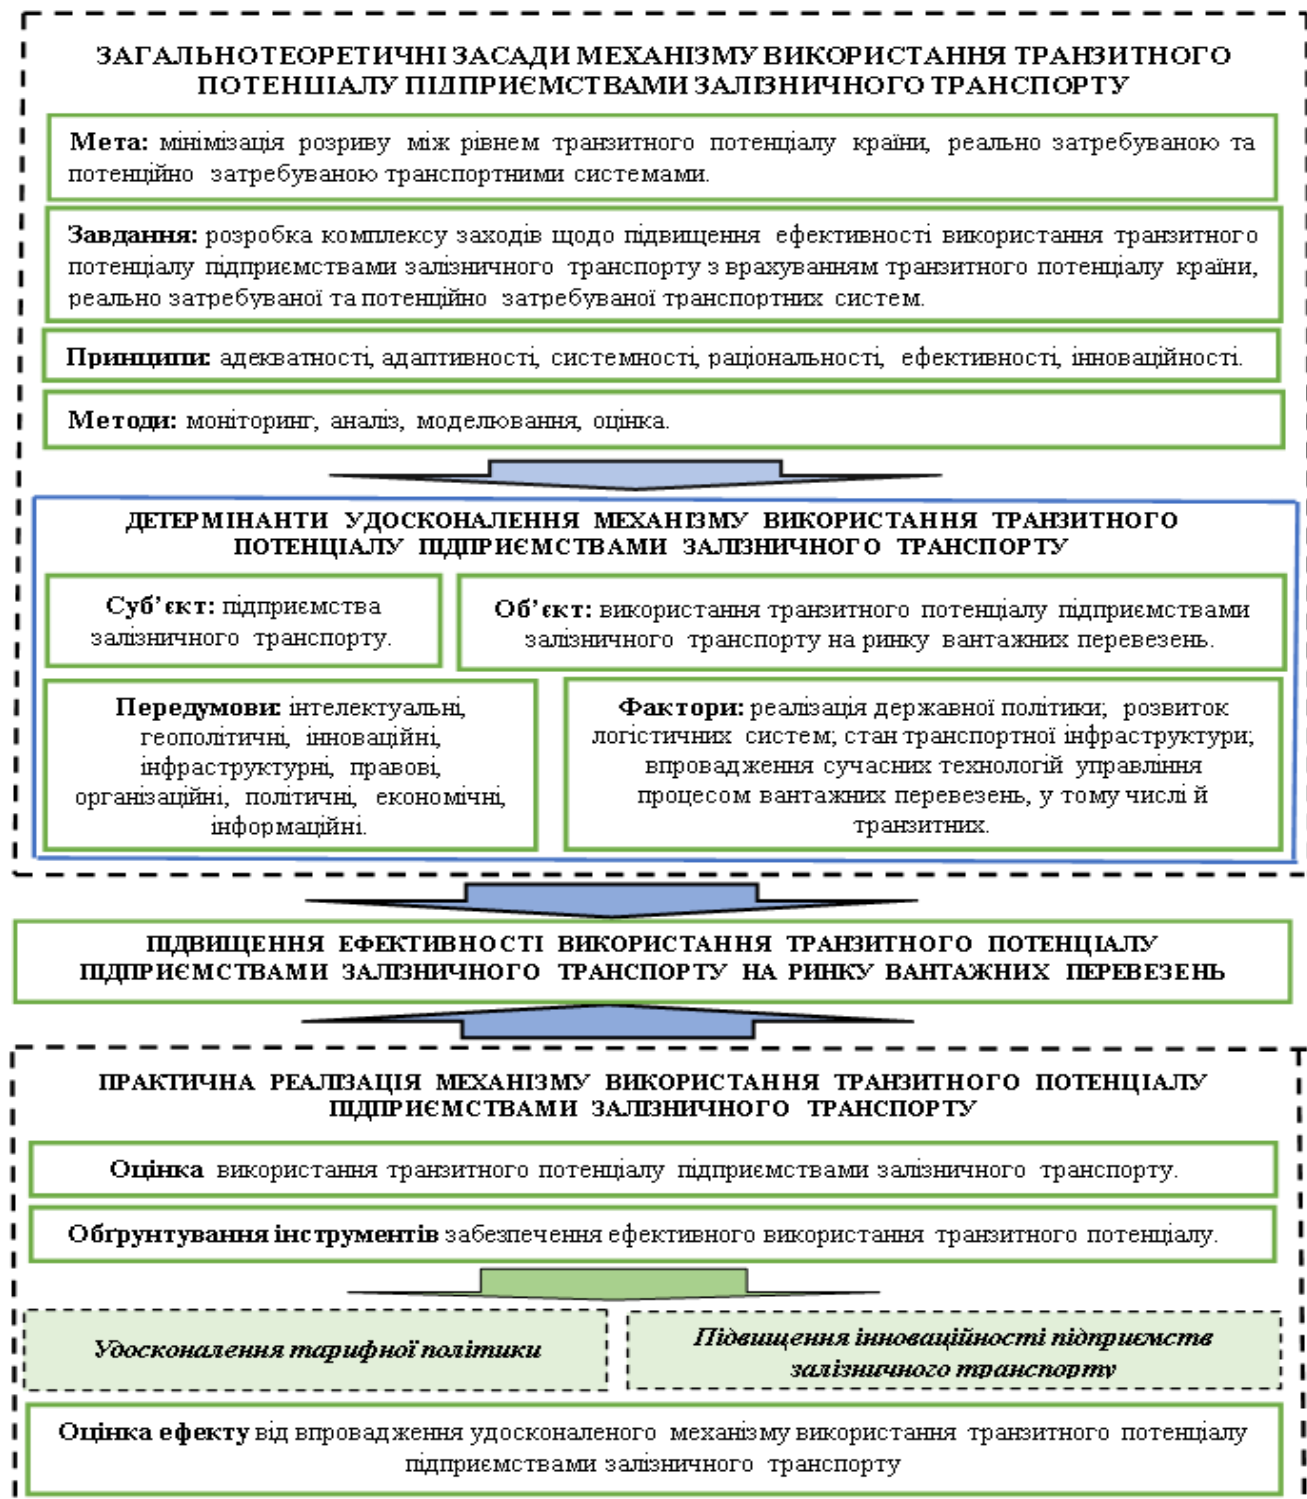 ЗАГАЛЬНОТЕОРЕТИЧНІ ЗАСАДИ МЕХАНІЗМУ ВИКОРИСТАННЯ ТРАНЗИТНОГО
ПОТЕНЦІАЛУ ПІДПРИЄМСТВАМИ ЗАЛІЗНИЧНОГО ТРАНСПОРТУ
Мета: мінімізація розриву між рівнем транзитного потенціалу країни, реально затребуваною та
потенційно затребуваною транспортними системами.
Завдання: розробка комплексу заходів щодо підвищення ефективності використання транзитного
потенціалу підприємствами залізничного транспорту з врахуванням транзитного потенціалу країни,
реально затребуваної та потенційно затребуваної транспортних систем.
Принципи: адекватності, адаптивності, системності, раціональності, ефективності, інноваційності.
Методи: моніторинг, аналіз, моделювання, оцінка.
ДЕТЕРМІНАНТИ УДОСКОНАЛЕННЯ МЕХАНІЗМУ ВИКОРИСТАННЯ ТРАНЗИТНОГО
ПОТЕНЦІАЛУ ПІДПРИЄМСТВАМИ ЗАЛІЗНИЧНОГО ТРАНСПОРТУ
Суб’єкт: підприємства
залізничного транспорту.
Об’єкт: використання транзитного потенціалу підприємствами
залізничного транспорту на ринку вантажних перевезень.
Передумови: інтелектуальні,
геополітичні, інноваційні,
інфраструктурні, правові,
організаційні, політичні, економічні,
інформаційні.
Фактори: реалізація державної політики; розвиток
логістичних систем; стан транспортної інфраструктури;
впровадження сучасних технологій управління
процесом вантажних перевезень, у тому числі й
транзитних.
ПІДВИЩЕННЯ ЕФЕКТИВНОСТІ ВИКОРИСТАННЯ ТРАНЗИТНОГО ПОТЕНЦІАЛУ
ПІДПРИЄМСТВАМИ ЗАЛІЗНИЧНОГО ТРАНСПОРТУ НА РИНКУ ВАНТАЖНИХ ПЕРЕВЕЗЕНЬ
ПРАКТИЧНА РЕАЛІЗАЦІЯ МЕХАНІЗМУ ВИКОРИСТАННЯ ТРАНЗИТНОГО ПОТЕНЦІАЛУ
ПІДПРИЄМСТВАМИ ЗАЛІЗНИЧНОГО ТРАНСПОРТУ
Оцінка використання транзитного потенціалу підприємствами залізничного транспорту.
Обґрунтування інструментів забезпечення ефективного використання транзитного потенціалу.
Удосконалення тарифної політики
Підвищення інноваційності підприємств
залізничного транспорту
Оцінка ефекту від впровадження удосконаленого механізму використання транзитного потенціалу
підприємствами залізничного транспорту